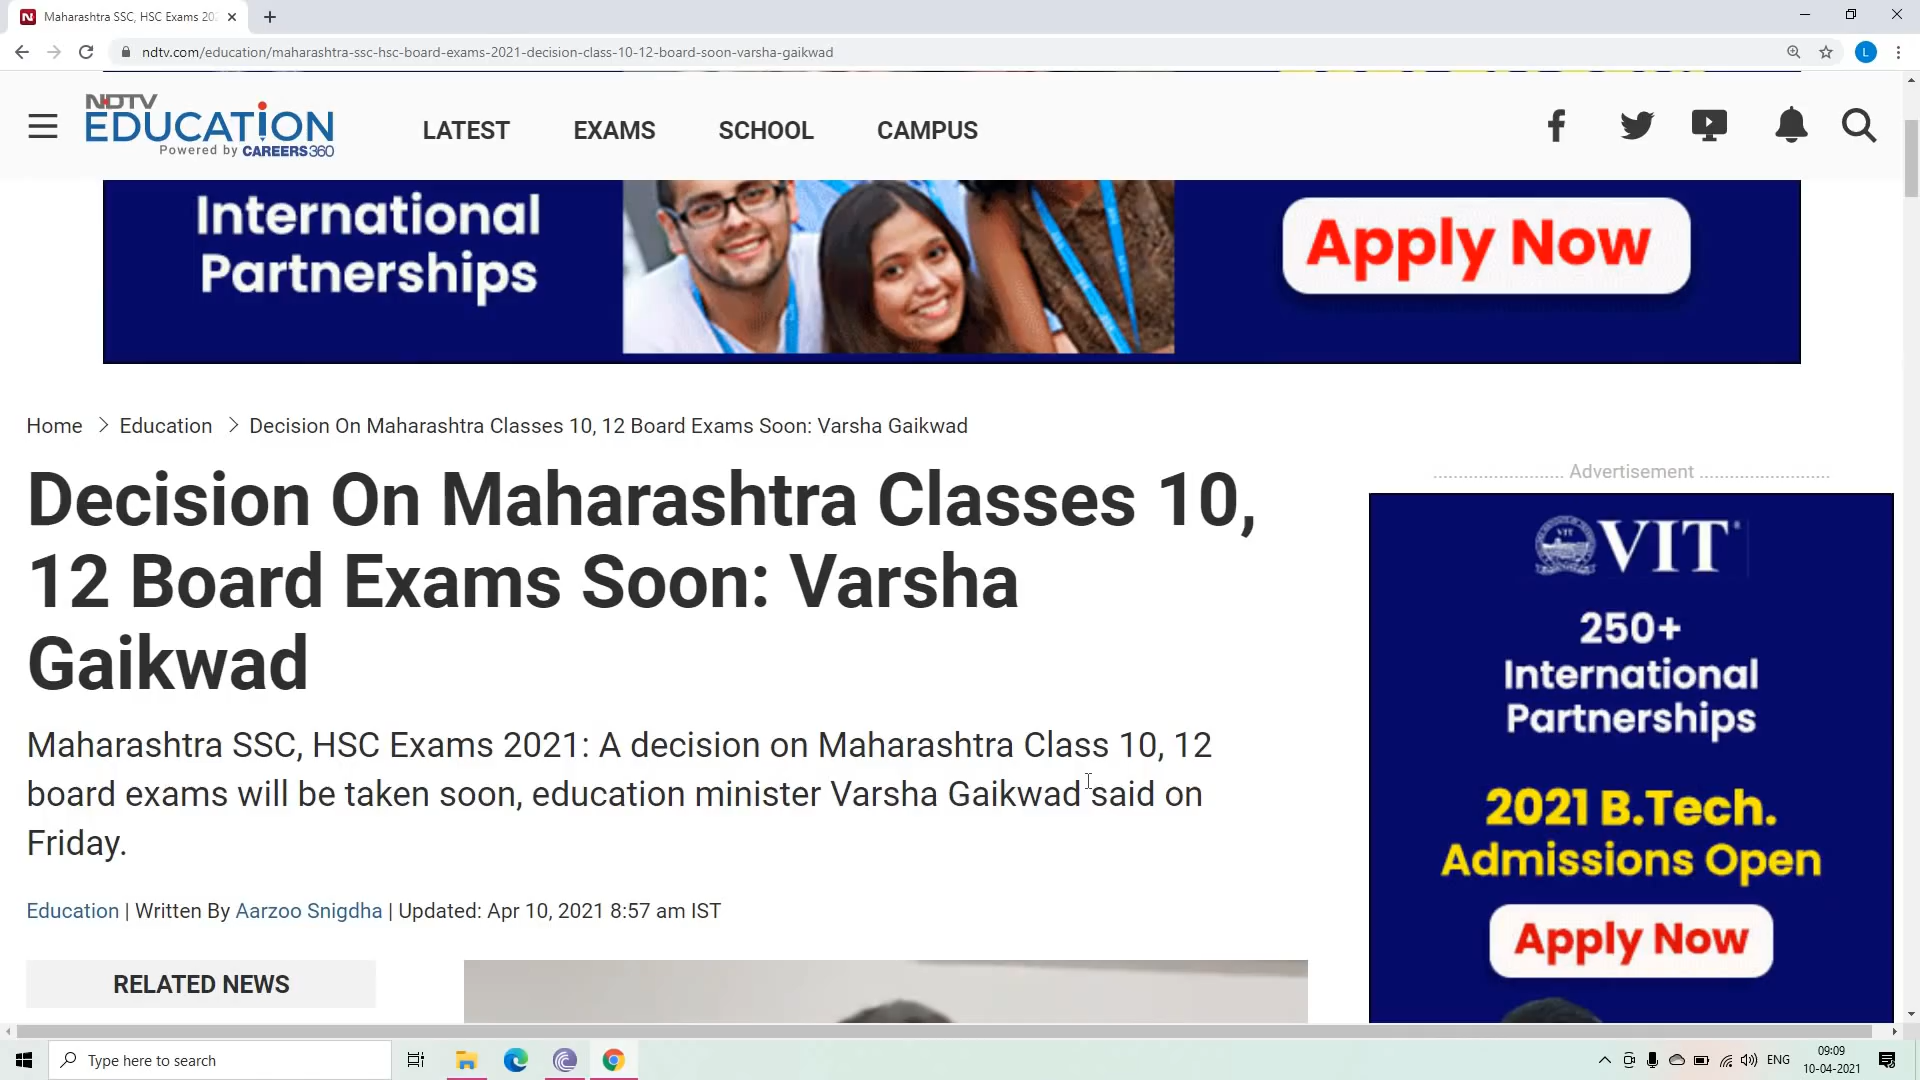 Maharashtra SSC, HSC Exams 202
ndtv.com/education/maharashtra-ssc-hsc-board-exams-2021-decision-class-10-12-board-soon-varsha-gaikwad
L
NDTV
EDUCATION
Powered by CAREERS360
LATEST EXAMS SCHOOL CAMPUS
International
Partnerships
Apply Now
Home > Education > Decision On Maharashtra Classes 10, 12 Board Exams Soon: Varsha Gaikwad
Decision On Maharashtra Classes 10,
12 Board Exams Soon: Varsha
Gaikwad
Maharashtra SSC, HSC Exams 2021: A decision on Maharashtra Class 10, 12
board exams will be taken soon, education minister Varsha Gaikwad said on
Friday.
Education | Written By Aarzoo Snigdha | Updated: Apr 10, 2021 8:57 am IST
RELATED NEWS
Advertisement
VIT
250+
International
Partnerships
2021 B.Tech.
Admissions Open
Apply Now
Type here to search
ENG
09:09
10-04-2021